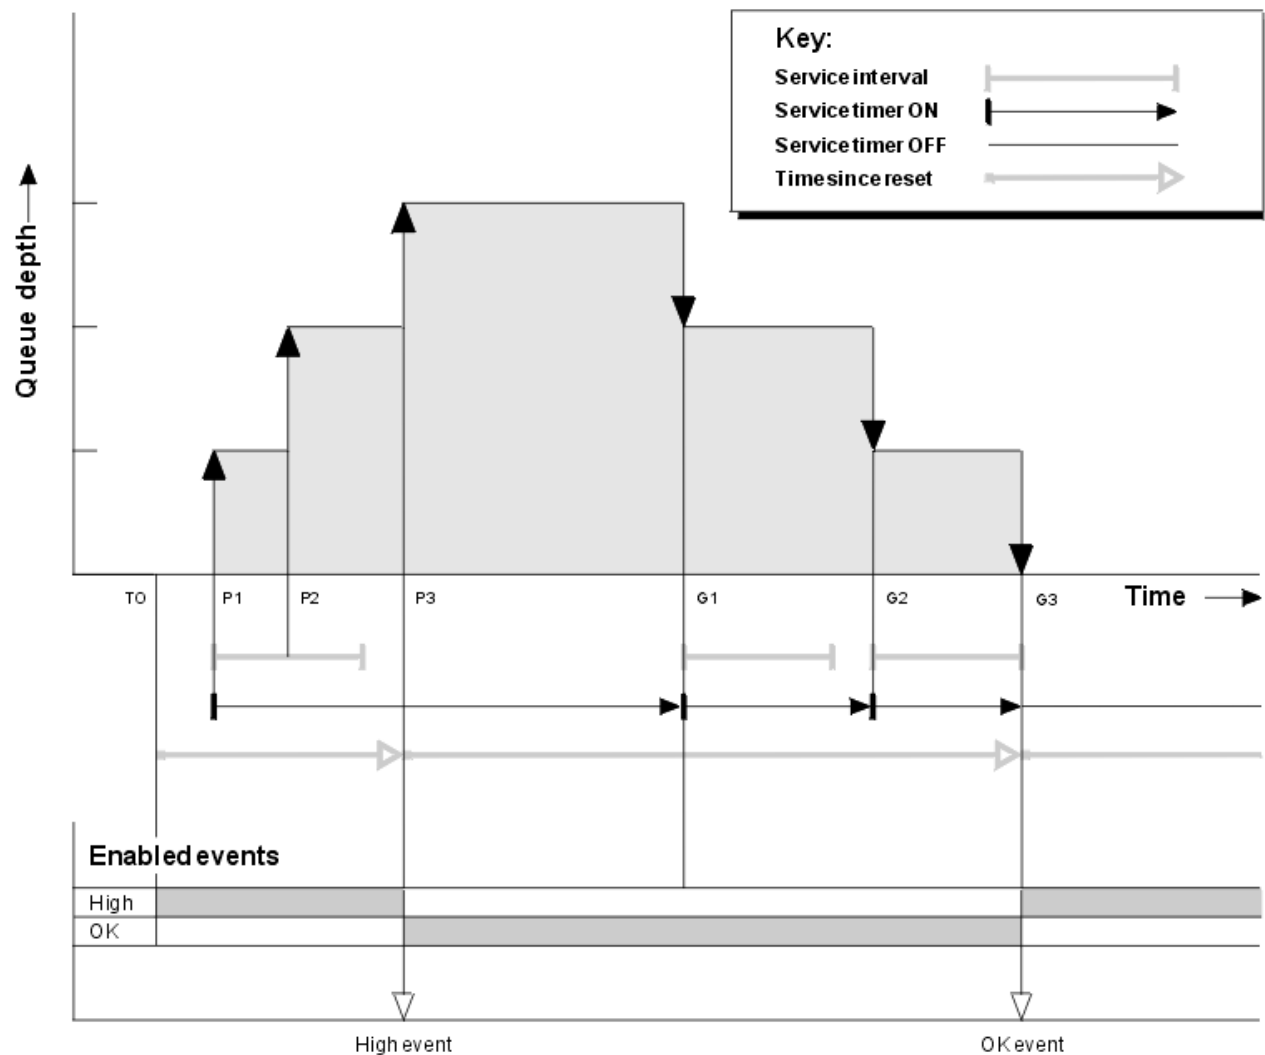 Key:
Service interval
Service timer ON
Service timer OFF
Time since reset
Queue depth
T0
P1
P2
P3
G1
G2
G3
Time
Enabled events
High
OK
High event
OK event